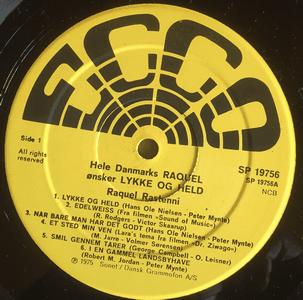 ECCO
Side 1
All rights
reserved
SP 19756
SP 19756A
NCB
Hele Danmarks RAQUEL
ønsker LYKKE OG HELD
Raquel Rastenni
1. LYKKE OG HELD (Hans Ole Nielsen - Peter Mynte)
2. EDELWEISS (Fra filmen -Sound of Music)
(R. Rodgers - Victor Skaarup)
3. NÅR BARE MAN HAR DET GODT (Hans Ole Nielsen - Peter Mynte)
4. ET STED MIN VEN (Lara's tema fra filmen -Dr. Ziwago-)
(M. Jarre - Volmer Sørensen)
5. SMIL GENNEM TÅRER (George Campbell - O. Leisner)
6. I EN GAMMEL LANDSBYHAVE
(Robert M. Jordan - Peter Mynte)
℗ 1975 Sonet / Dansk Grammofon A/S